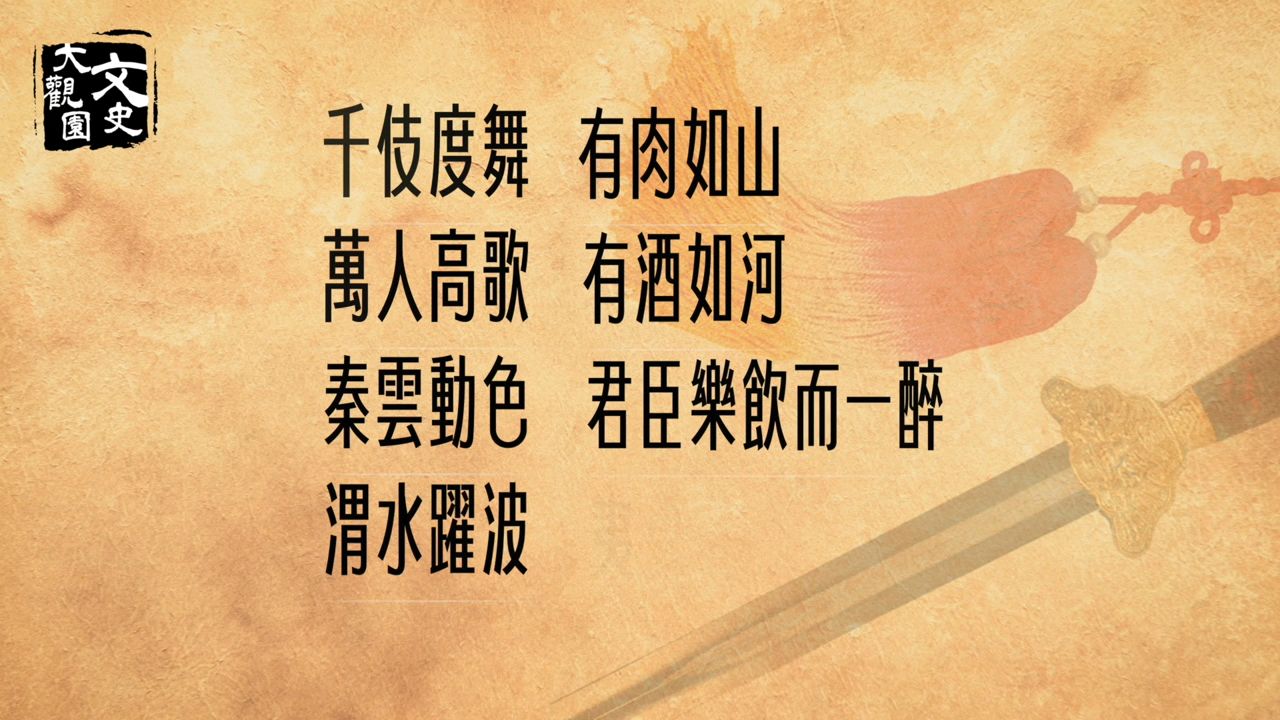 文史
大觀園
千伎度舞　有肉如山
萬人高歌　有酒如河
秦雲動色　君臣樂飲而一醉
渭水躍波